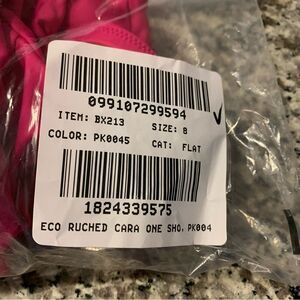 099107299594
ITEM: BX213 SIZE: 8
COLOR: PK0045 CAT: FLAT
1824339575
ECO RUCHED CARA ONE SHO, PK004